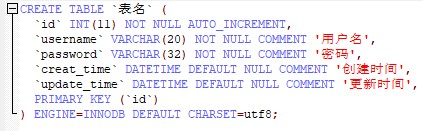 CREATE TABLE `表名` (
`id` INT(11) NOT NULL AUTO_INCREMENT,
`username` VARCHAR(20) NOT NULL COMMENT '用户名',
`password` VARCHAR(32) NOT NULL COMMENT '密码',
`creat_time` DATETIME DEFAULT NULL COMMENT '创建时间',
`update_time` DATETIME DEFAULT NULL COMMENT '更新时间',
PRIMARY KEY (`id`)
) ENGINE=INNODB DEFAULT CHARSET=utf8;